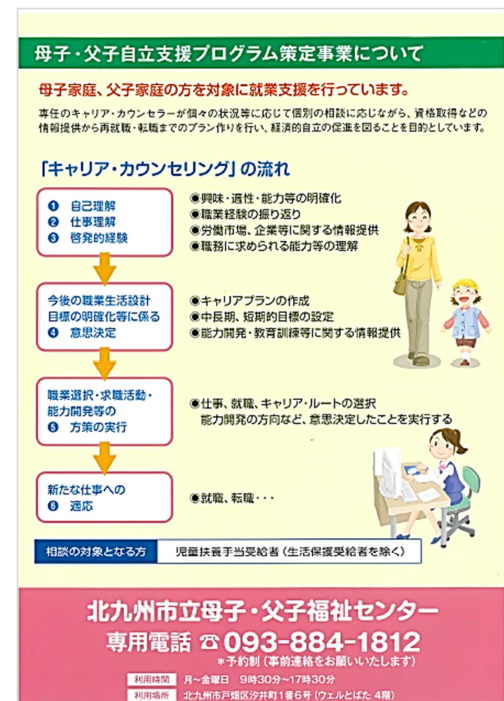 母子・父子自立支援プログラム策定事業について
母子家庭、父子家庭の方を対象に就業支援を行っています。
専任のキャリア・カウンセラーが個々の状況等に応じて個別の相談に応じながら、資格取得などの
情報提供から再就職・転職までのプラン作りを行い、経済的自立の促進を図ることを目的としています。
「キャリア・カウンセリング」の流れ
❶ 自己理解
❷ 仕事理解
❸ 啓発的経験
●興味・適性・能力等の明確化
●職業経験の振り返り
●労働市場、企業等に関する情報提供
●職務に求められる能力等の理解
今後の職業生活設計
目標の明確化等に係る
❹ 意思決定
●キャリアプランの作成
●中長期、短期的目標の設定
●能力開発・教育訓練等に関する情報提供
職業選択・求職活動・
能力開発等の
❺ 方策の実行
●仕事、就職、キャリア・ルートの選択
能力開発の方向など、意思決定したことを実行する
新たな仕事への
❻ 適応
●就職、転職・・・
相談の対象となる方 児童扶養手当受給者（生活保護受給者を除く）
北九州市立母子・父子福祉センター
専用電話 ☎093-884-1812
＊予約制（事前連絡をお願いいたします）
利用時間 月～金曜日 9時30分～17時30分
利用場所 北九州市戸畑区汐井町1番6号（ウェルとばた 4階）